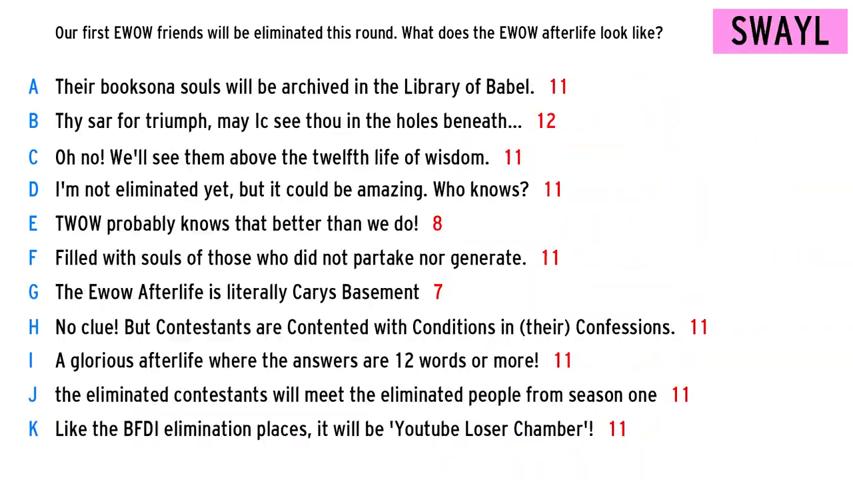 Our first EWOW friends will be eliminated this round. What does the EWOW afterlife look like?
SWAYL
A Their booksona souls will be archived in the Library of Babel. 11
B Thy sar for triumph, may Ic see thou in the holes beneath... 12
C Oh no! We'll see them above the twelfth life of wisdom. 11
D I'm not eliminated yet, but it could be amazing. Who knows? 11
E TWOW probably knows that better than we do! 8
F Filled with souls of those who did not partake nor generate. 11
G The Ewow Afterlife is literally Carys Basement 7
H No clue! But Contestants are Contented with Conditions in (their) Confessions. 11
I A glorious afterlife where the answers are 12 words or more! 11
J the eliminated contestants will meet the eliminated people from season one 11
K Like the BFDI elimination places, it will be 'Youtube Loser Chamber'! 11